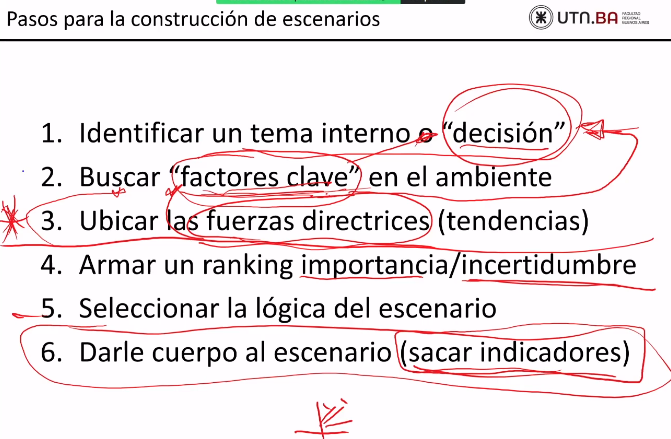 Pasos para la construcción de escenarios
UTN.BA
FACULTAD
REGIONAL
BUENOS AIRES
1. Identificar un tema interno o “decisión”
2. Buscar “factores clave” en el ambiente
3. Ubicar las fuerzas directrices (tendencias)
4. Armar un ranking importancia/incertidumbre
5. Seleccionar la lógica del escenario
6. Darle cuerpo al escenario (sacar indicadores)